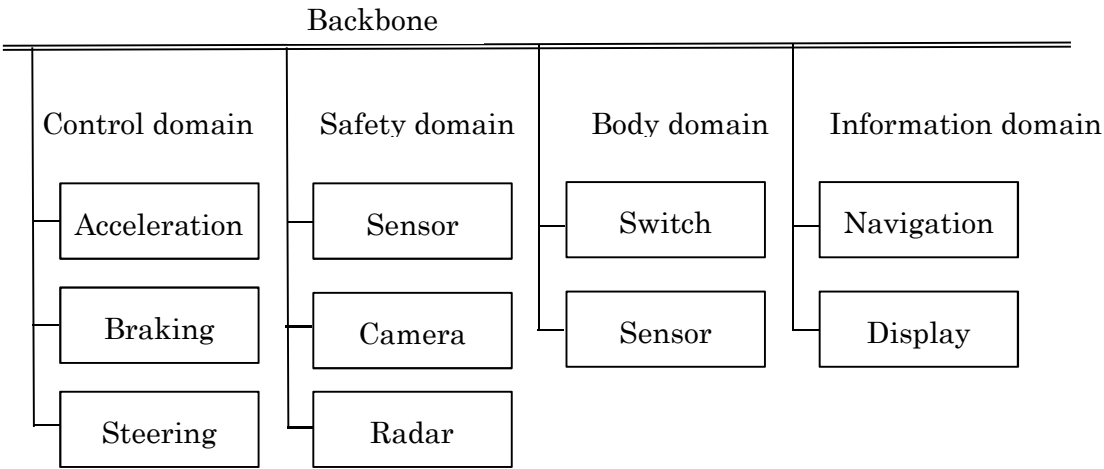 Backbone
Control domain
Safety domain
Body domain
Information domain
Acceleration
Sensor
Switch
Navigation
Braking
Camera
Sensor
Display
Steering
Radar